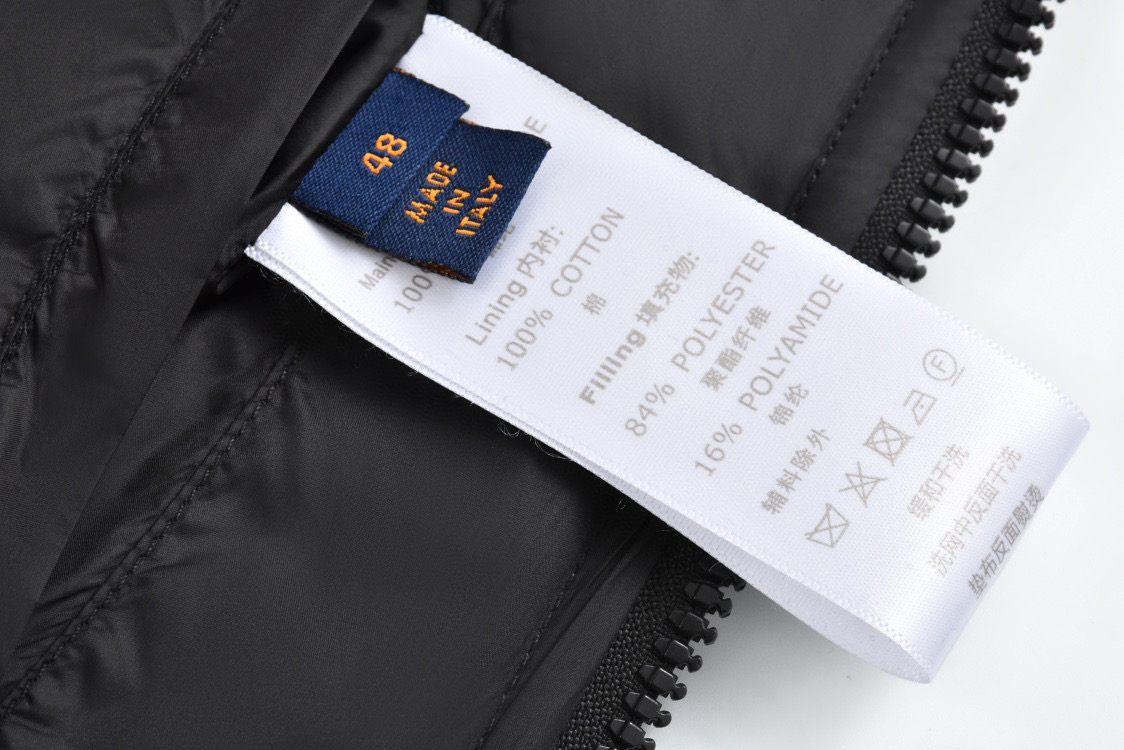 48
MADE
IN
ITALY
E
Main
100
Lining 内衬:
100% COTTON
棉
Filling 填充物:
84% POLYESTER
聚酯纤维
16% POLYAMIDE
锦纶
辅料除外
F
缓和干洗
洗网中反面干洗
垫布反面熨烫